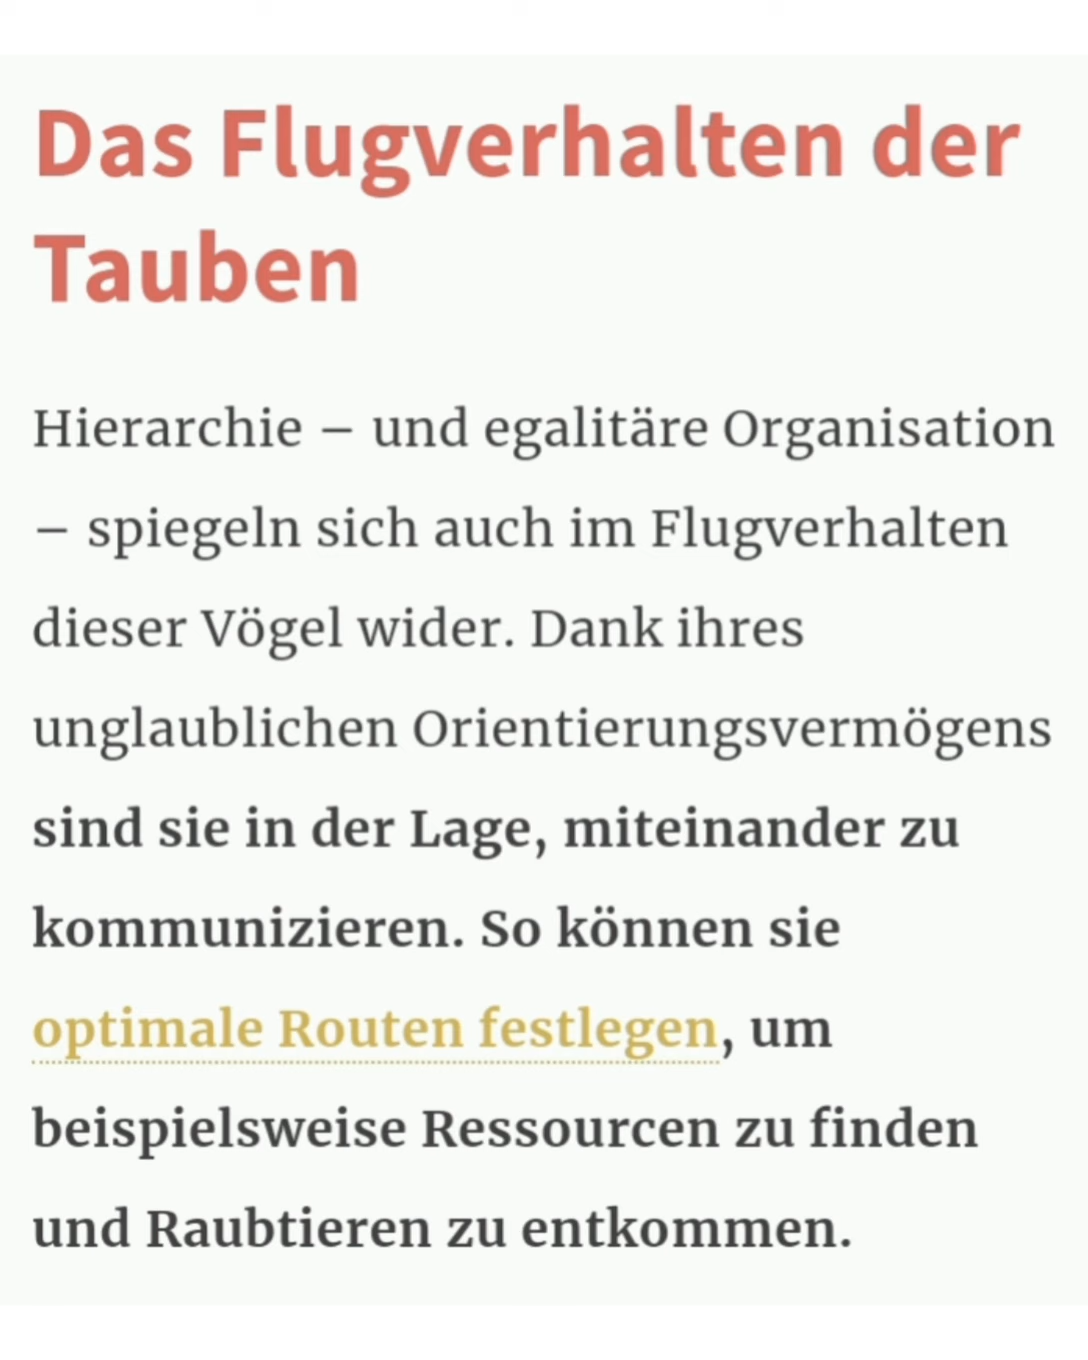 Das Flugverhalten der
Tauben
Hierarchie – und egalitäre Organisation
– spiegeln sich auch im Flugverhalten
dieser Vögel wider. Dank ihres
unglaublichen Orientierungsvermögens
sind sie in der Lage, miteinander zu
kommunizieren. So können sie
optimale Routen festlegen, um
beispielsweise Ressourcen zu finden
und Raubtieren zu entkommen.